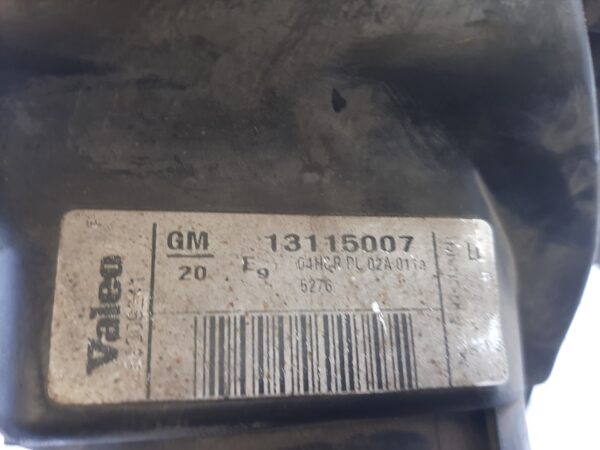 Valeo
GM
20
13115007
E9
04HCR PL 02A 011a
5276
D